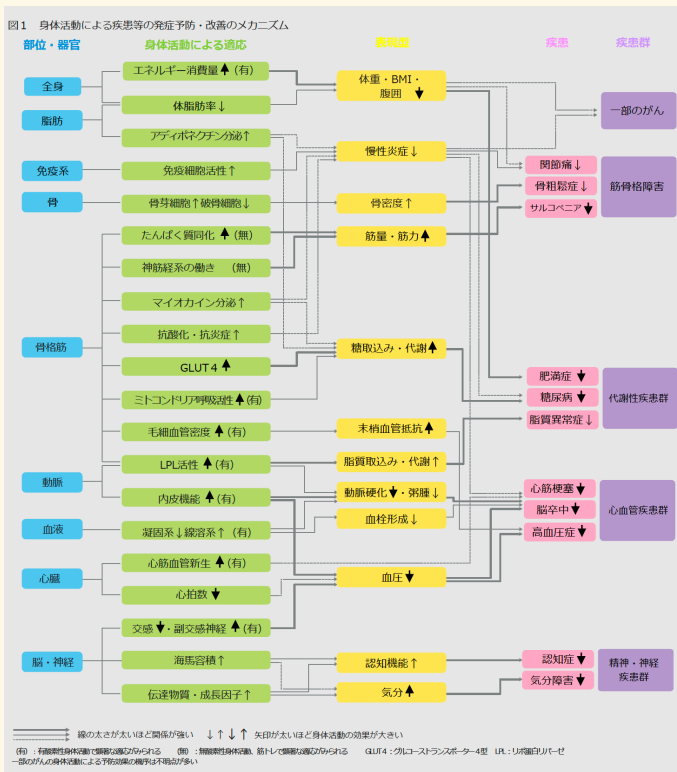 図1 身体活動による疾患等の発症予防・改善のメカニズム
部位・器官
身体活動による適応
疾患
疾患群
全身
脂肪
免疫系
骨
骨格筋
動脈
血液
心臓
脳・神経
エネルギー消費量↑(有)
体脂肪率↓
アディポネクチン分泌↑
免疫細胞活性↑
骨芽細胞↑破骨細胞↓
たんぱく質同化↑(無)
神筋経系の働き (無)
マイオカイン分泌↑
抗酸化・抗炎症↑
GLUT4↑
ミトコンドリア呼吸活性↑(有)
毛細血管密度↑(有)
LPL活性↑(有)
内皮機能↑(有)
凝固系↓線溶系↑(有)
心筋血管新生↑(有)
心拍数↓
交感↓・副交感神経↑(有)
海馬容積↑
伝達物質・成長因子↑
体重・BMI・
腹囲↓
慢性炎症↓
骨密度↑
筋量・筋力↑
糖取込み・代謝↑
末梢血管抵抗↑
脂質取込み・代謝↑
動脈硬化↓・粥腫↓
血栓形成↓
血圧↓
認知機能↑
気分↑
関節痛↓
骨粗鬆症↓
サルコペニア↓
肥満症↓
糖尿病↓
脂質異常症↓
心筋梗塞↓
脳卒中↓
高血圧症↓
認知症↓
気分障害↓
一部のがん
筋骨格障害
代謝性疾患群
心血管疾患群
精神・神経
疾患群
線の太さが太いほど関係が強い ↓↑↓↑ 矢印が太いほど身体活動の効果が大きい
(有):有酸素性身体活動で顕著な適応がみられる (無):無酸素性身体活動、筋トレで顕著な適応がみられる GLUT4:グルコーストランスポーター4型 LPL:リポ蛋白リパーゼ
一部のがんの身体活動による予防効果の機序は不明点が多い